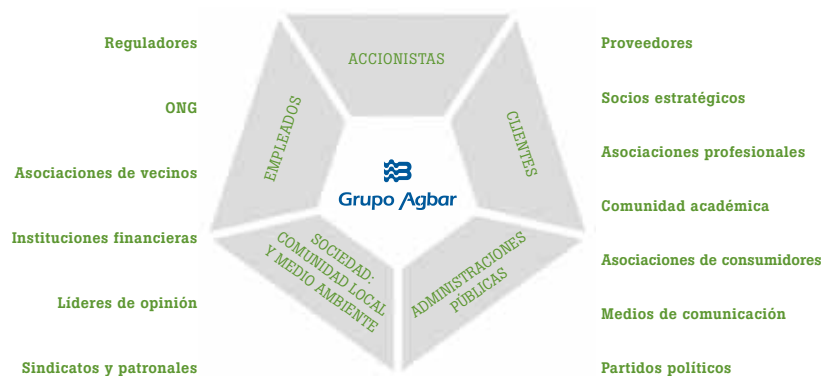 Reguladores
ONG
Asociaciones de vecinos
Instituciones financieras
Líderes de opinión
Sindicatos y patronales
ACCIONISTAS
EMPLEADOS
CLIENTES
Grupo Agbar
SOCIEDAD:
COMUNIDAD LOCAL
Y MEDIO AMBIENTE
ADMINISTRACIONES
PÚBLICAS
Proveedores
Socios estratégicos
Asociaciones profesionales
Comunidad académica
Asociaciones de consumidores
Medios de comunicación
Partidos políticos